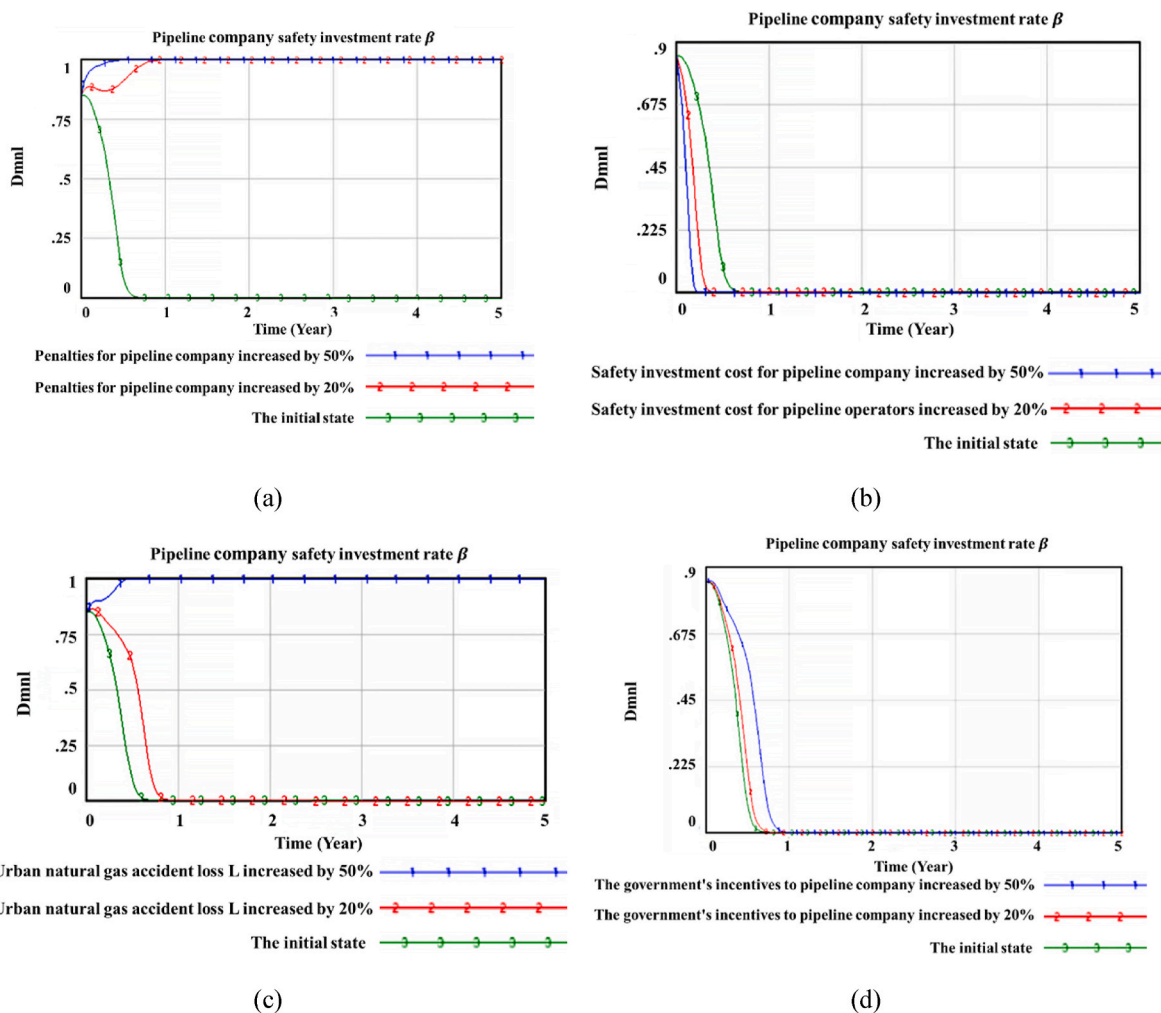 Pipeline company safety investment rate β
1
.75
.5
.25
0
Dmnl
0 1 2 3 4 5
Time (Year)
Penalties for pipeline company increased by 50%
Penalties for pipeline company increased by 20%
The initial state
(a)
Pipeline company safety investment rate β
.9
.675
.45
.225
0
Dmnl
0 1 2 3 4 5
Time (Year)
Safety investment cost for pipeline company increased by 50%
Safety investment cost for pipeline operators increased by 20%
The initial state
(b)
Pipeline company safety investment rate β
1
.75
.5
.25
0
Dmnl
0 1 2 3 4 5
Time (Year)
Urban natural gas accident loss L increased by 50%
Urban natural gas accident loss L increased by 20%
The initial state
(c)
Pipeline company safety investment rate β
.9
.675
.45
.225
0
Dmnl
0 1 2 3 4 5
Time (Year)
The government's incentives to pipeline company increased by 50%
The government's incentives to pipeline company increased by 20%
The initial state
(d)